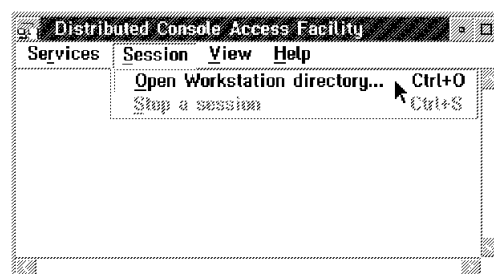 Distributed Console Access Facility
Services Session View Help
Open Workstation directory... Ctrl+O
Stop a session Ctrl+S